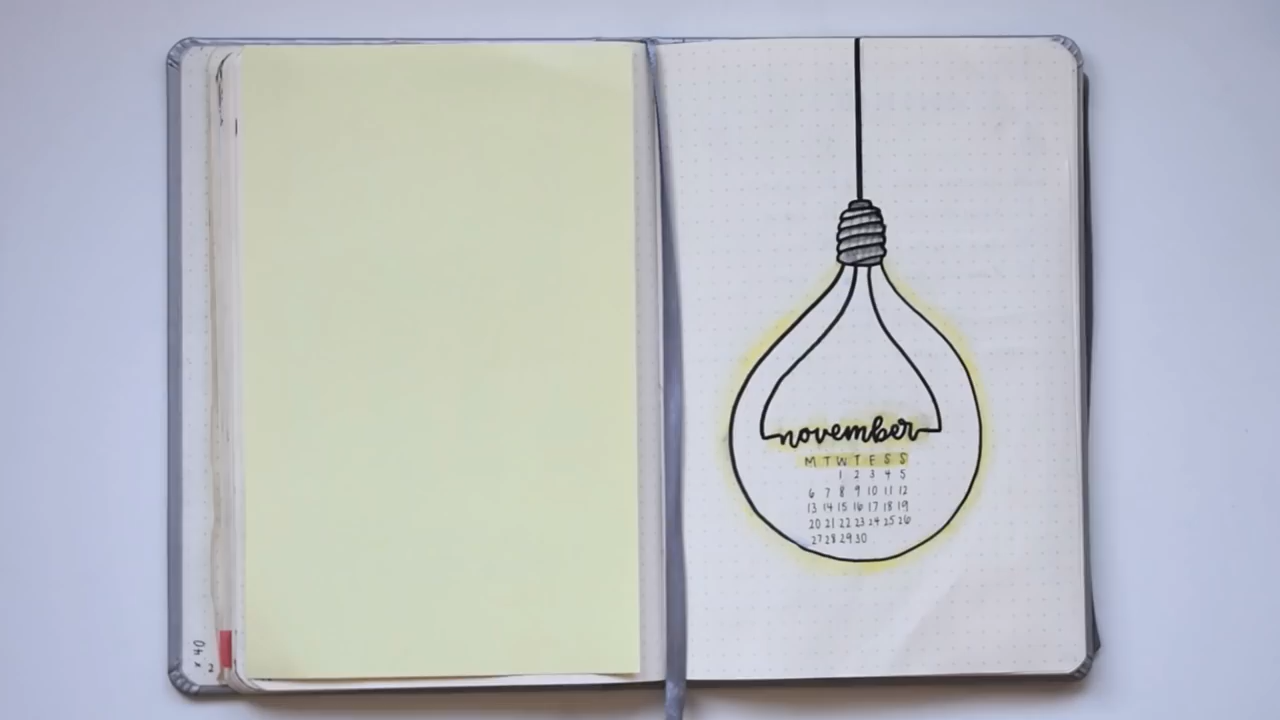 november
M T W T E S S
1 2 3 4 5
6 7 8 9 10 11 12
13 14 15 16 17 18 19
20 21 22 23 24 25 26
27 28 29 30